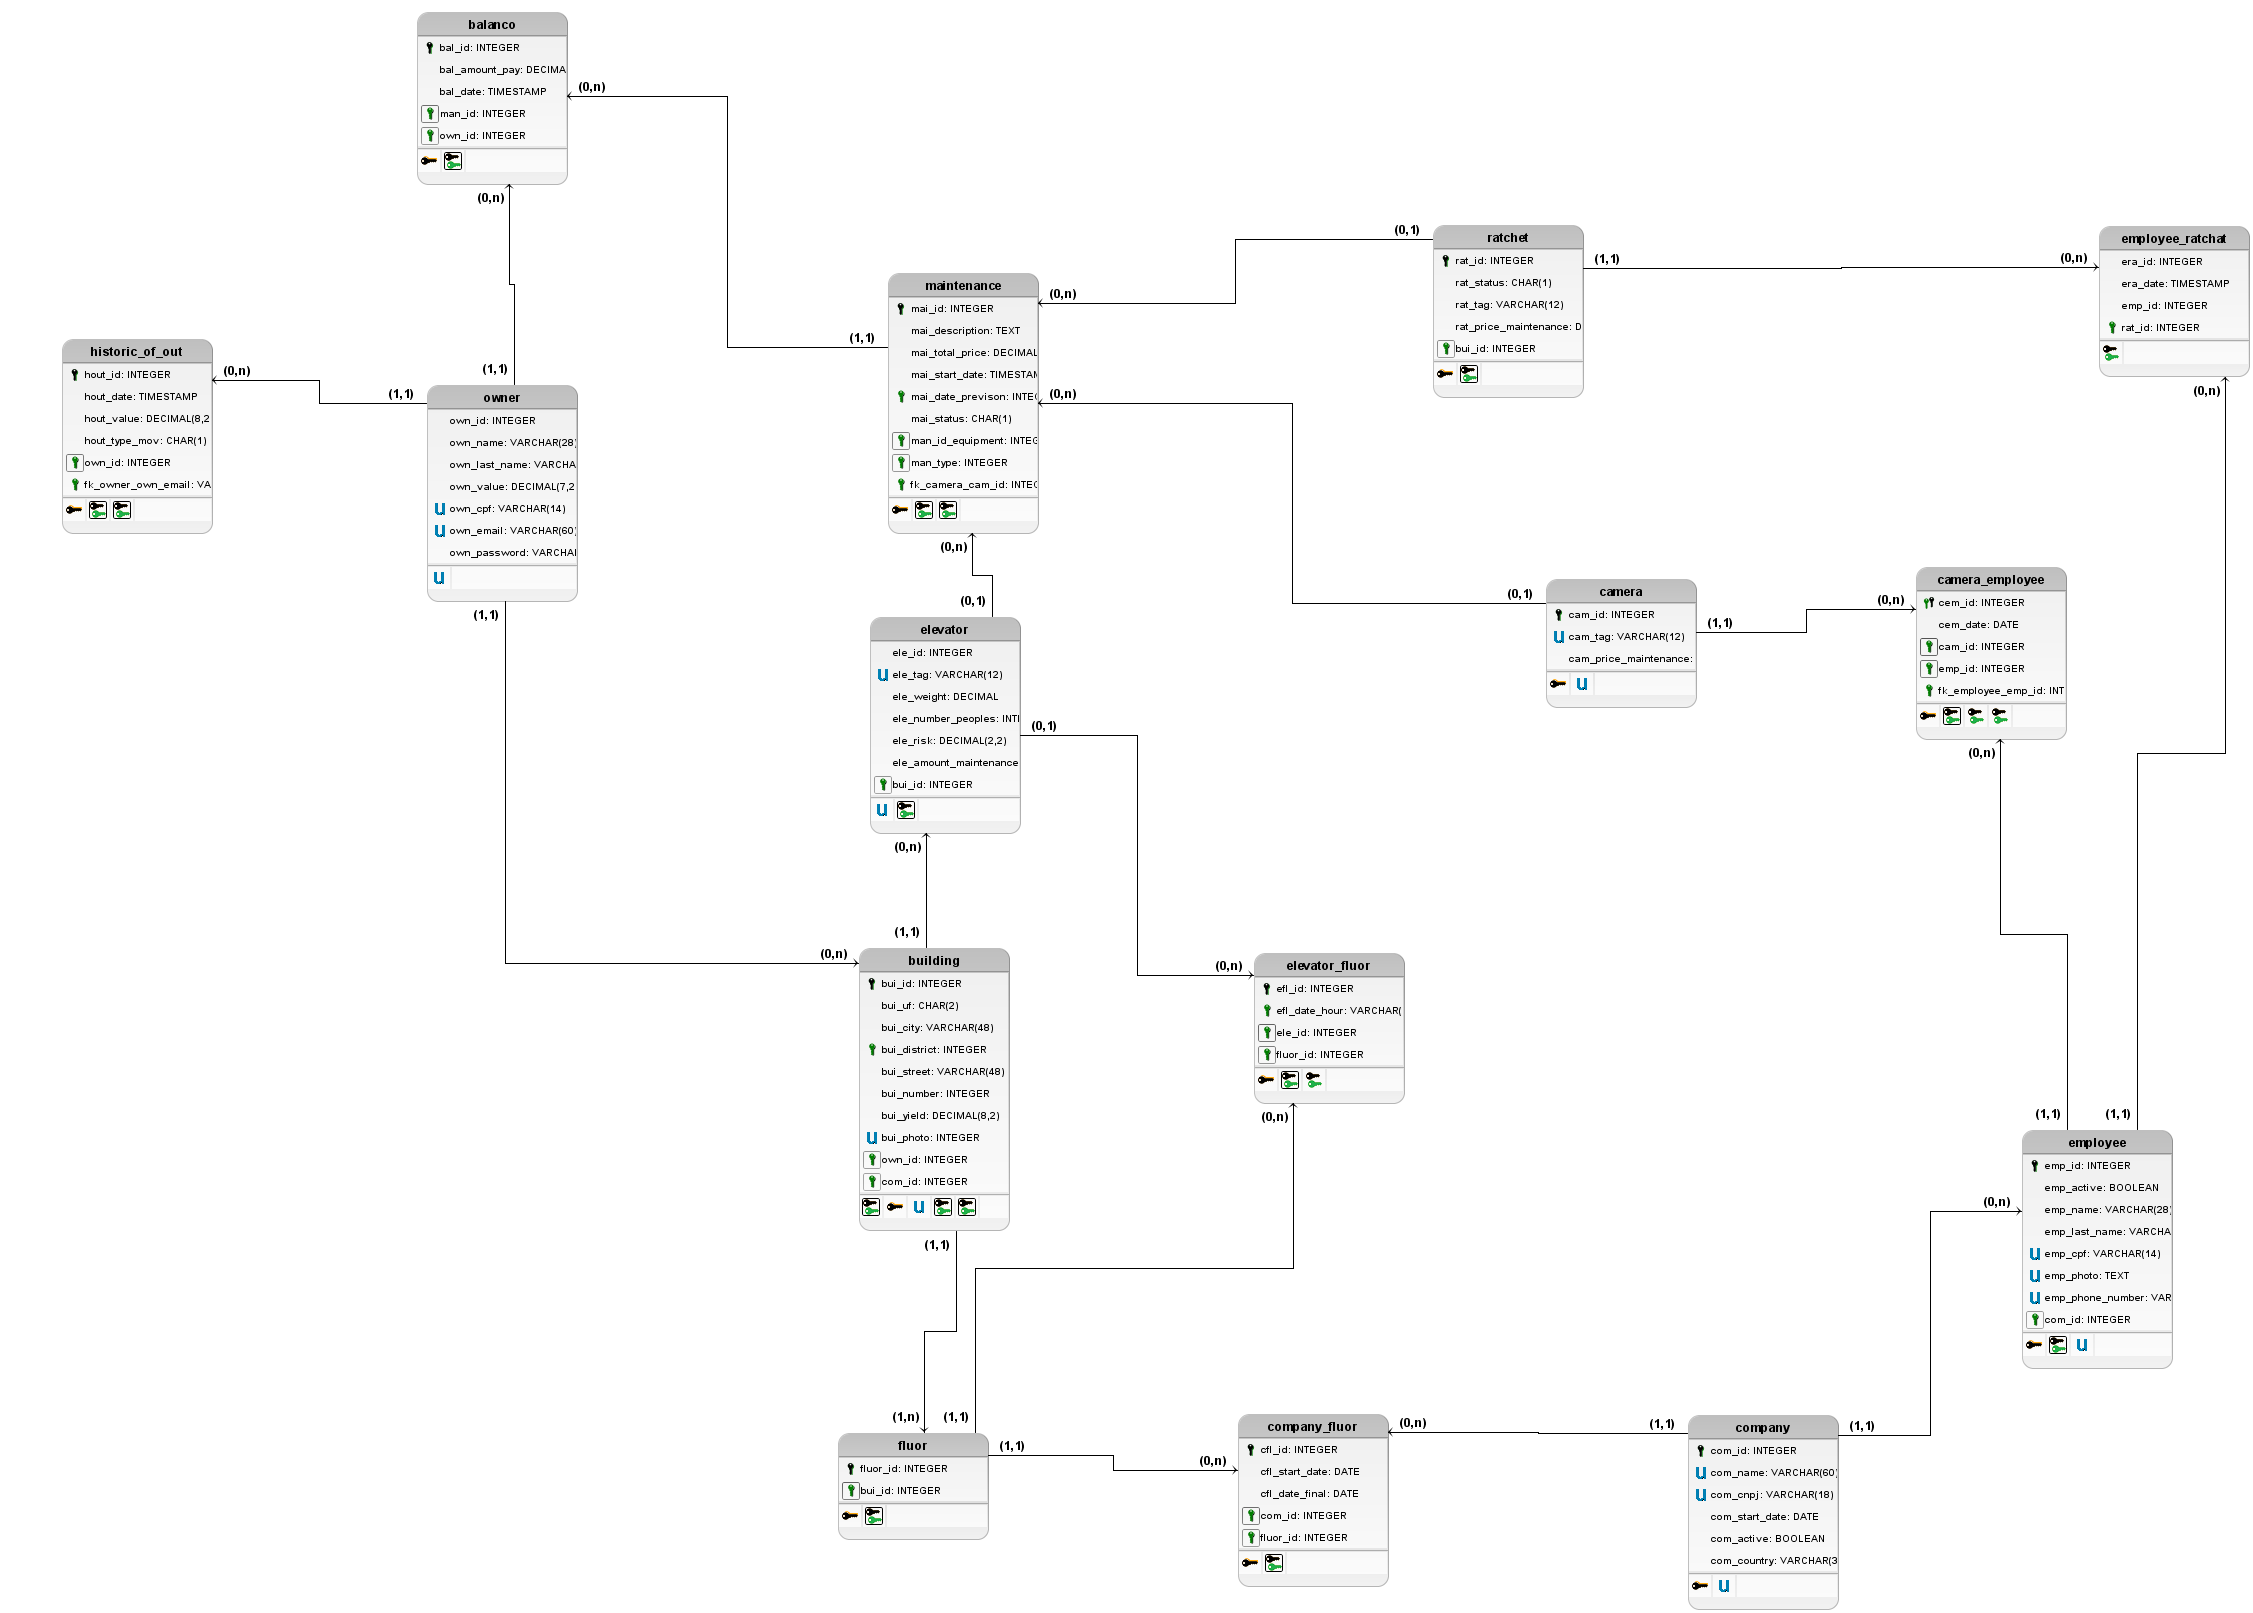 balanco
bal_id: INTEGER
bal_amount_pay: DECIMA
bal_date: TIMESTAMP
man_id: INTEGER
own_id: INTEGER
(0,n)
(0,n)
(1,1)
(1,1)
historic_of_out
hout_id: INTEGER
hout_date: TIMESTAMP
hout_value: DECIMAL(8,2
hout_type_mov: CHAR(1)
own_id: INTEGER
fk_owner_own_email: VA
(0,n)
(1,1)
owner
own_id: INTEGER
own_name: VARCHAR(28)
own_last_name: VARCHA
own_value: DECIMAL(7,2
u own_cpf: VARCHAR(14)
u own_email: VARCHAR(60)
own_password: VARCHAI
u
(1,1)
(0,n)
maintenance
mai_id: INTEGER
mai_description: TEXT
mai_total_price: DECIMAL
mai_start_date: TIMESTAN
mai_date_previson: INTEG
mai_status: CHAR(1)
man_id_equipment: INTEG
man_type: INTEGER
fk_camera_cam_id: INTEG
(0,n)
(0,1)
(0,n)
(0,1)
(0,n)
(0,1)
ratchet
rat_id: INTEGER
rat_status: CHAR(1)
rat_tag: VARCHAR(12)
rat_price_maintenance: D
bui_id: INTEGER
(1,1)
(0,n)
employee_ratchat
era_id: INTEGER
era_date: TIMESTAMP
emp_id: INTEGER
rat_id: INTEGER
(0,n)
(1,1)
camera
cam_id: INTEGER
u cam_tag: VARCHAR(12)
cam_price_maintenance:
u
(1,1)
(0,n)
camera_employee
cem_id: INTEGER
cem_date: DATE
cam_id: INTEGER
emp_id: INTEGER
fk_employee_emp_id: INT
(0,n)
(1,1)
elevator
ele_id: INTEGER
u ele_tag: VARCHAR(12)
ele_weight: DECIMAL
ele_number_peoples: INTI
ele_risk: DECIMAL(2,2)
ele_amount_maintenance
bui_id: INTEGER
u
(0,1)
(0,n)
(0,n)
(1,1)
building
bui_id: INTEGER
bui_uf: CHAR(2)
bui_city: VARCHAR(48)
bui_district: INTEGER
bui_street: VARCHAR(48)
bui_number: INTEGER
bui_yield: DECIMAL(8,2)
u bui_photo: INTEGER
own_id: INTEGER
com_id: INTEGER
u
(1,1)
(1,n)
elevator_fluor
efl_id: INTEGER
efl_date_hour: VARCHAR(
ele_id: INTEGER
fluor_id: INTEGER
(0,n)
(1,1)
employee
emp_id: INTEGER
emp_active: BOOLEAN
emp_name: VARCHAR(28)
emp_last_name: VARCHA
u emp_cpf: VARCHAR(14)
u emp_photo: TEXT
u emp_phone_number: VAR
com_id: INTEGER
u
(0,n)
(1,1)
fluor
fluor_id: INTEGER
bui_id: INTEGER
(1,1)
(0,n)
company_fluor
cfl_id: INTEGER
cfl_start_date: DATE
cfl_date_final: DATE
com_id: INTEGER
fluor_id: INTEGER
(0,n)
(1,1)
company
com_id: INTEGER
u com_name: VARCHAR(60)
u com_cnpj: VARCHAR(18)
com_start_date: DATE
com_active: BOOLEAN
com_country: VARCHAR(3
u